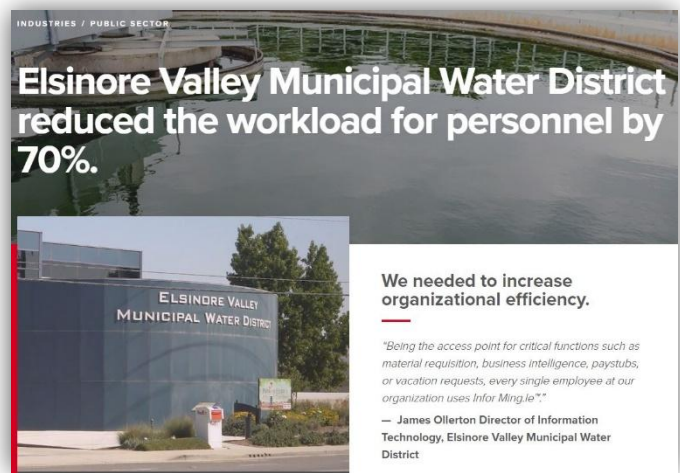 INDUSTRIES / PUBLIC SECTOR
Elsinore Valley Municipal Water District
reduced the workload for personnel by
70%.
ELSINORE VALLEY
MUNICIPAL WATER DISTRICT
We needed to increase
organizational efficiency.
"Being the access point for critical functions such as
material requisition, business intelligence, paystubs,
or vacation requests, every single employee at our
organization uses Infor Ming.le™."
— James Ollerton Director of Information
Technology, Elsinore Valley Municipal Water
District